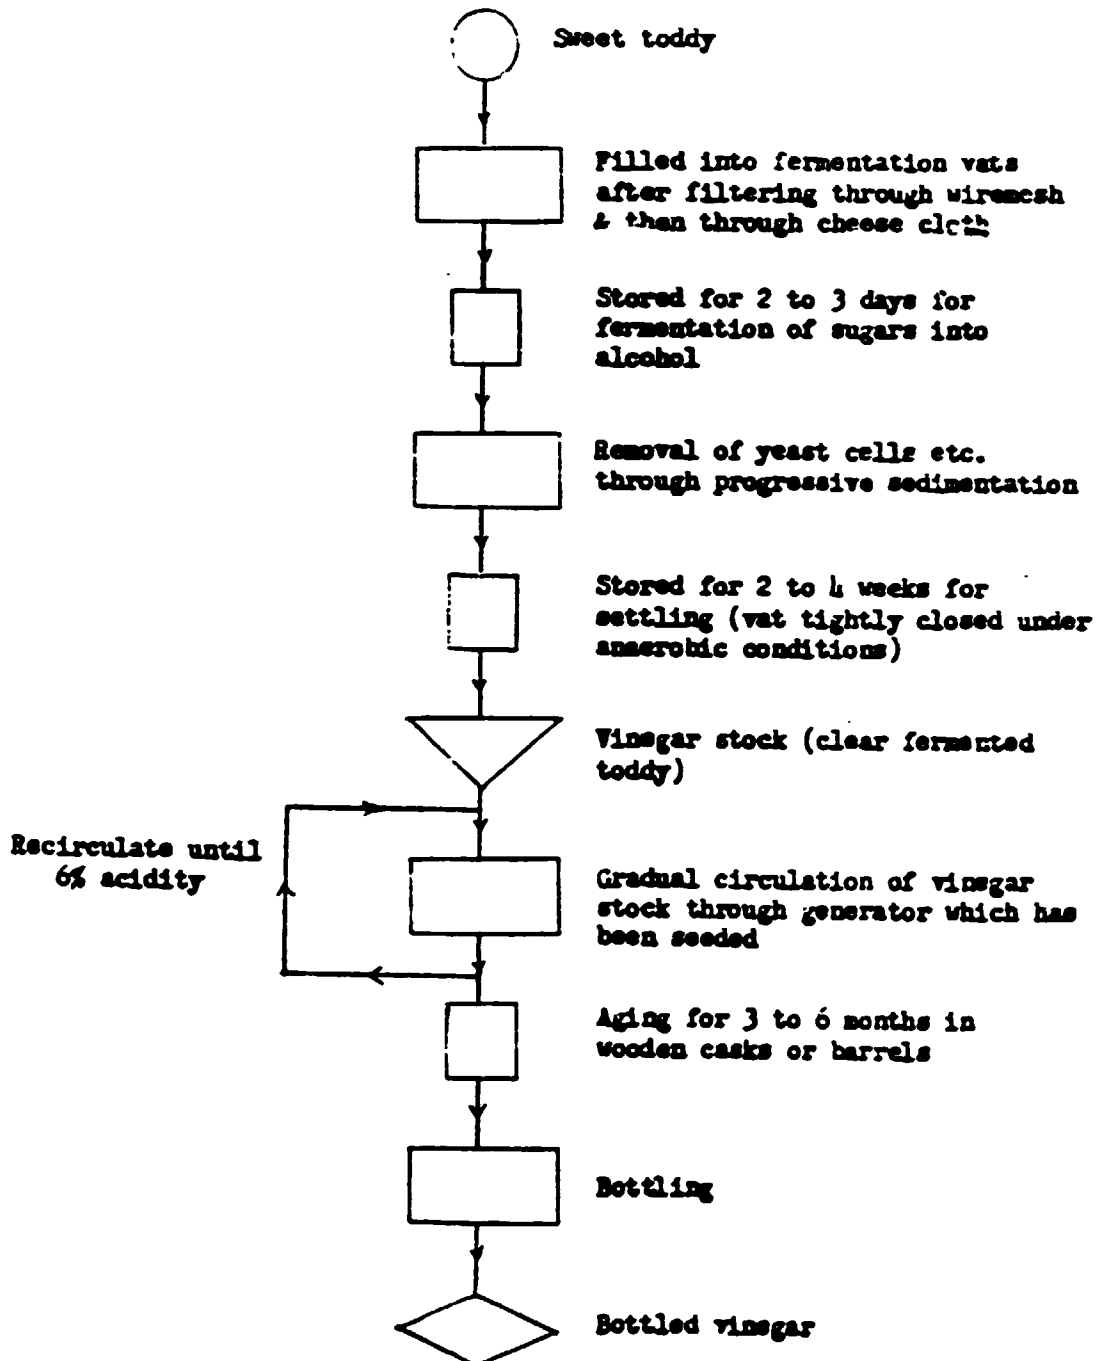 Sweet toddy
Filled into fermentation vats
after filtering through wiremesh
& then through cheese cloth
Stored for 2 to 3 days for
fermentation of sugars into
alcohol
Removal of yeast cells etc.
through progressive sedimentation
Stored for 2 to 4 weeks for
settling (vat tightly closed under
anaerobic conditions)
Vinegar stock (clear fermented
toddy)
Recirculate until
6% acidity
Gradual circulation of vinegar
stock through generator which has
been seeded
Aging for 3 to 6 months in
wooden casks or barrels
Bottling
Bottled vinegar